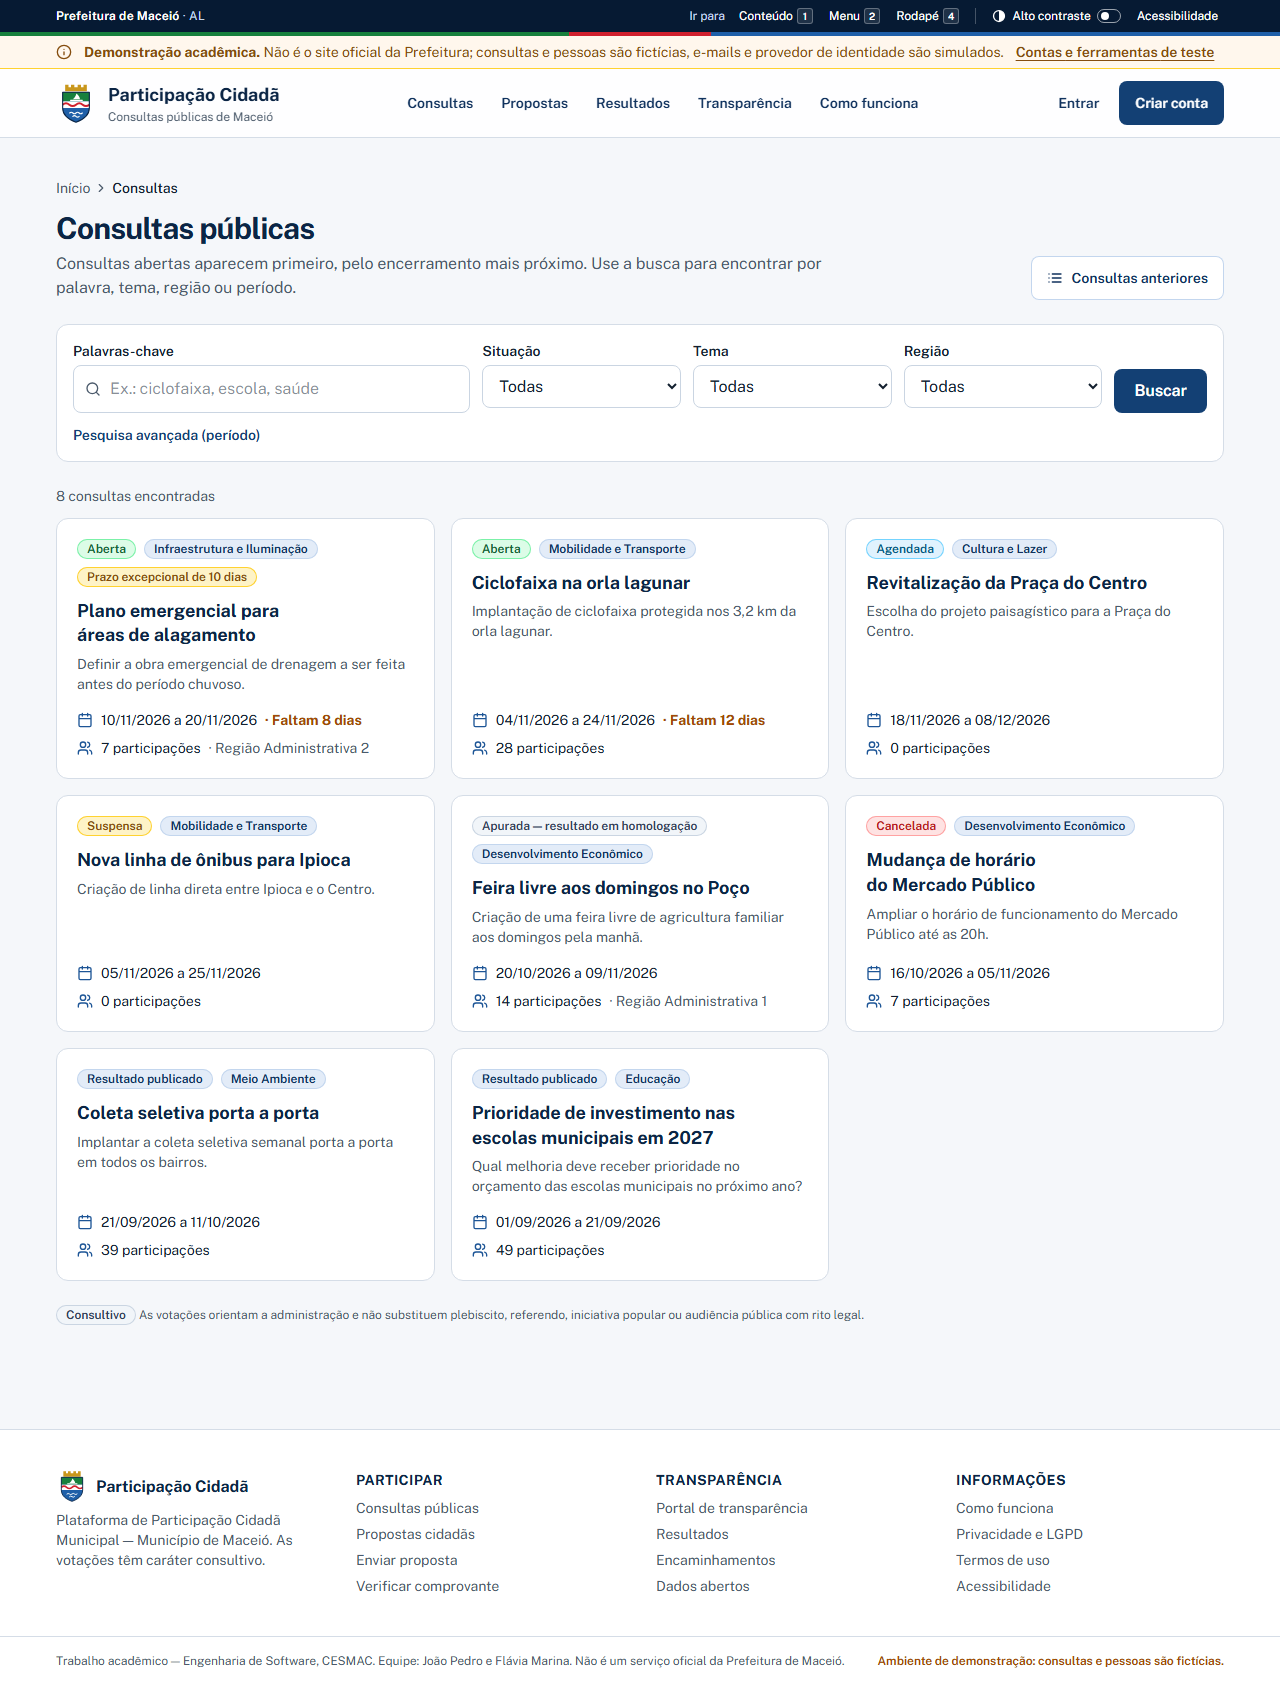 Prefeitura de Maceió · AL
Ir para Conteúdo 1 Menu 2 Rodapé 4 Alto contraste Acessibilidade
Demonstração acadêmica. Não é o site oficial da Prefeitura; consultas e pessoas são fictícias, e-mails e provedor de identidade são simulados. Contas e ferramentas de teste
Participação Cidadã
Consultas públicas de Maceió
Consultas Propostas Resultados Transparência Como funciona
Entrar Criar conta
Início > Consultas
Consultas públicas
Consultas abertas aparecem primeiro, pelo encerramento mais próximo. Use a busca para encontrar por
palavra, tema, região ou período.
Consultas anteriores
Palavras-chave Situação Tema Região
Ex.: ciclofaixa, escola, saúde Todas Todas Todas Buscar
Pesquisa avançada (período)
8 consultas encontradas
Aberta Infraestrutura e Iluminação
Prazo excepcional de 10 dias
Plano emergencial para
áreas de alagamento
Definir a obra emergencial de drenagem a ser feita
antes do período chuvoso.
10/11/2026 a 20/11/2026 · Faltam 8 dias
7 participações · Região Administrativa 2
Aberta Mobilidade e Transporte
Ciclofaixa na orla lagunar
Implantação de ciclofaixa protegida nos 3,2 km da
orla lagunar.
04/11/2026 a 24/11/2026 · Faltam 12 dias
28 participações
Agendada Cultura e Lazer
Revitalização da Praça do Centro
Escolha do projeto paisagístico para a Praça do
Centro.
18/11/2026 a 08/12/2026
0 participações
Suspensa Mobilidade e Transporte
Nova linha de ônibus para Ipioca
Criação de linha direta entre Ipioca e o Centro.
05/11/2026 a 25/11/2026
0 participações
Apurada — resultado em homologação
Desenvolvimento Econômico
Feira livre aos domingos no Poço
Criação de uma feira livre de agricultura familiar
aos domingos pela manhã.
20/10/2026 a 09/11/2026
14 participações · Região Administrativa 1
Cancelada Desenvolvimento Econômico
Mudança de horário
do Mercado Público
Ampliar o horário de funcionamento do Mercado
Público até as 20h.
16/10/2026 a 05/11/2026
7 participações
Resultado publicado Meio Ambiente
Coleta seletiva porta a porta
Implantar a coleta seletiva semanal porta a porta
em todos os bairros.
21/09/2026 a 11/10/2026
39 participações
Resultado publicado Educação
Prioridade de investimento nas
escolas municipais em 2027
Qual melhoria deve receber prioridade no
orçamento das escolas municipais no próximo ano?
01/09/2026 a 21/09/2026
49 participações
Consultivo As votações orientam a administração e não substituem plebiscito, referendo, iniciativa popular ou audiência pública com rito legal.
Participação Cidadã
Plataforma de Participação Cidadã
Municipal — Município de Maceió. As
votações têm caráter consultivo.
PARTICIPAR
Consultas públicas
Propostas cidadãs
Enviar proposta
Verificar comprovante
TRANSPARÊNCIA
Portal de transparência
Resultados
Encaminhamentos
Dados abertos
INFORMAÇÕES
Como funciona
Privacidade e LGPD
Termos de uso
Acessibilidade
Trabalho acadêmico — Engenharia de Software, CESMAC. Equipe: João Pedro e Flávia Marina. Não é um serviço oficial da Prefeitura de Maceió.
Ambiente de demonstração: consultas e pessoas são fictícias.